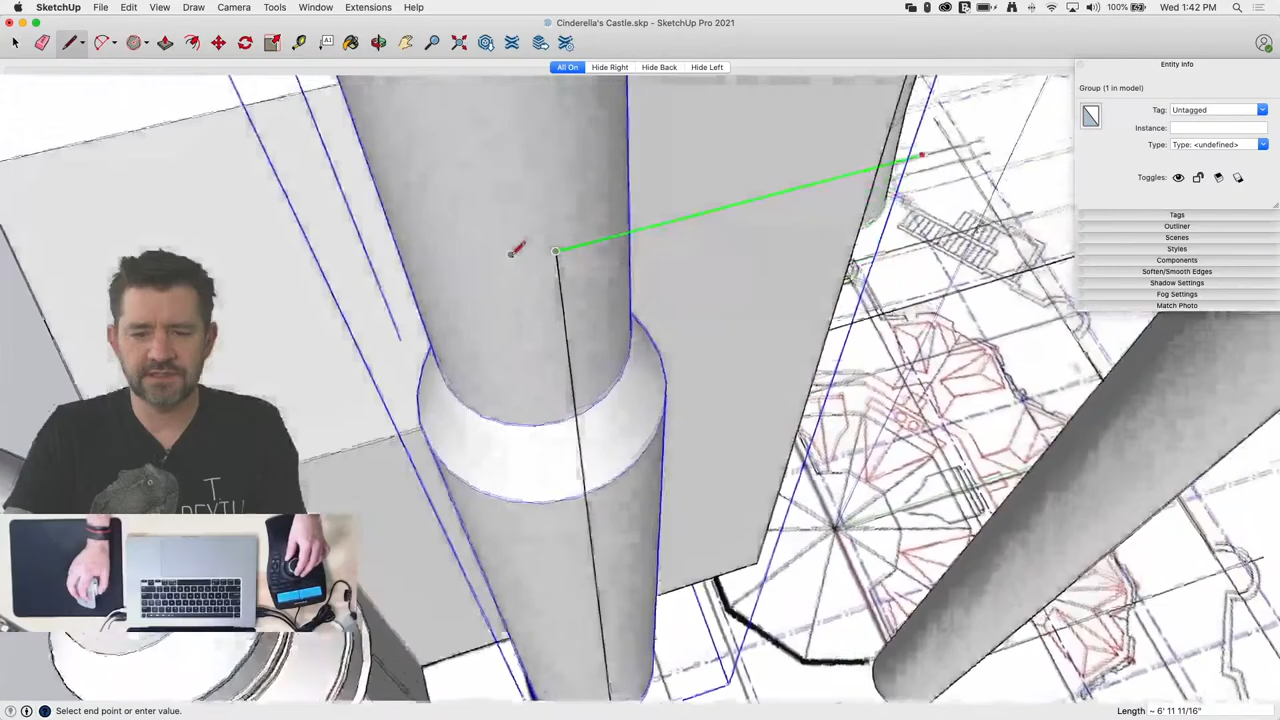 SketchUp File Edit View Draw Camera Tools Window Extensions Help
100% Wed 1:42 PM
Cinderella's Castle.skp - SketchUp Pro 2021
All On Hide Right Hide Back Hide Left
Entity Info
Group (1 in model)
Tag: Untagged
Instance:
Type: Type: <undefined>
Toggles:
Tags
Outliner
Scenes
Styles
Components
Soften/Smooth Edges
Shadow Settings
Fog Settings
Match Photo
Select end point or enter value.
Length ~ 6' 11 11/16"